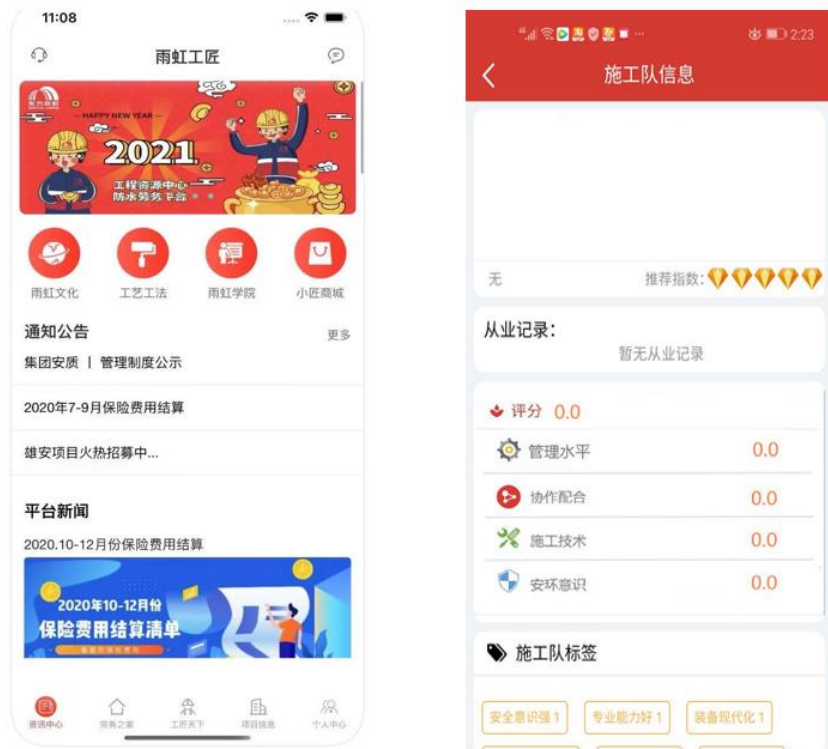 11:08
雨虹工匠
东方雨虹
HAPPY NEW YEAR
2021
工程资源中心
防水劳务平台
雨虹文化
工艺工法
雨虹学院
小匠商城
通知公告
更多
集团安质 | 管理制度公示
2020年7-9月保险费用结算
雄安项目火热招募中...
平台新闻
2020.10-12月份保险费用结算
2020年10-12月份
保险费用结算清单
资讯中心
劳务之家
工匠天下
项目信息
个人中心
2:23
施工队信息
无
推荐指数:
从业记录:
暂无从业记录
评分 0.0
管理水平 0.0
协作配合 0.0
施工技术 0.0
安环意识 0.0
施工队标签
安全意识强 1
专业能力好 1
装备现代化 1